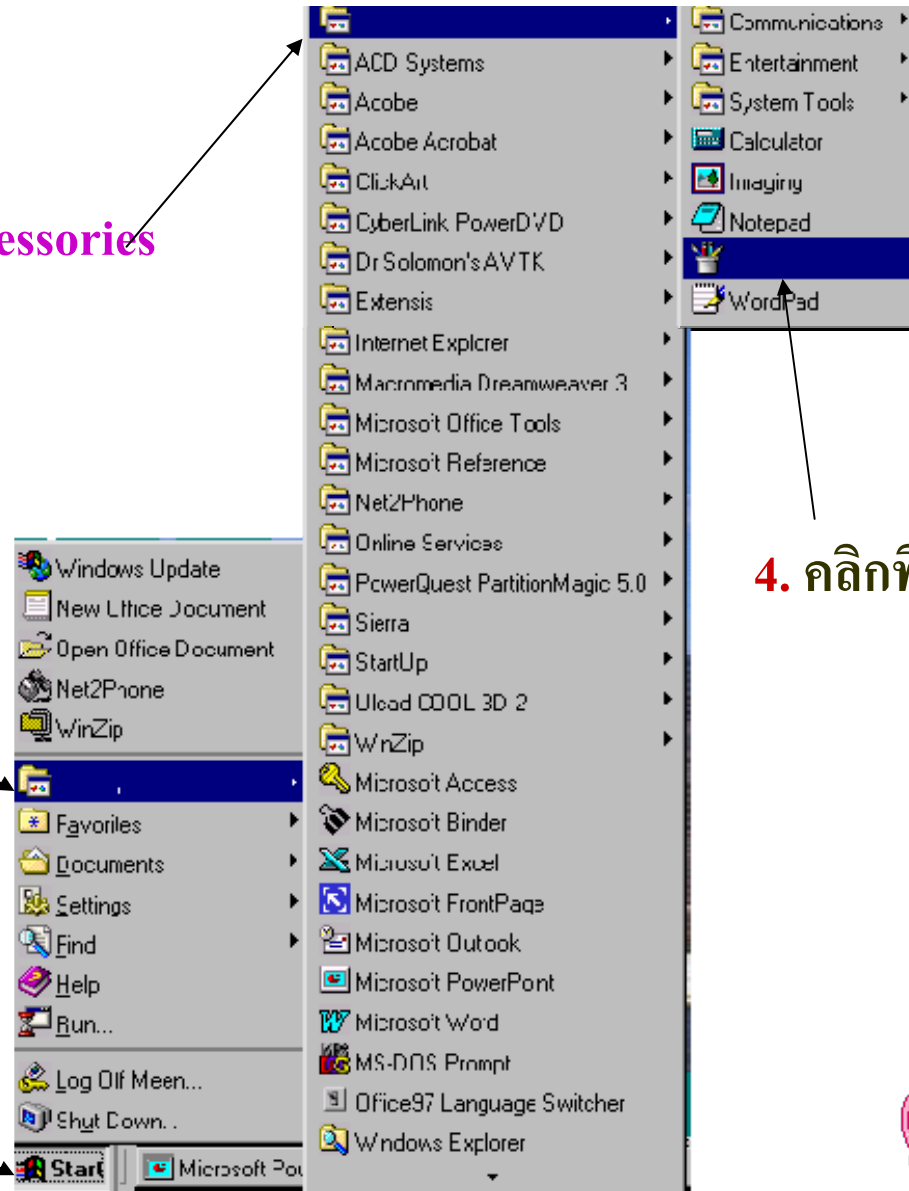 Communications
ACD Systems
Entertainment
Acobe
System Tools
Acobe Acrobat
Calculator
ClickArt
Imaging
CyberLink PowerDVD
Notepad
essories
Dr Solomon's AVTK
Extensis
WordPad
Internet Explorer
Macromedia Dreamweaver 3
Microsoft Office Tools
Microsoft Reference
Net2Phone
Online Services
Windows Update
PowerQuest PartitionMagic 5.0
4. คลิกที่
New Office Document
Sierra
Open Office Document
StartUp
Net2Phone
Ulead COOL 3D 2
WinZip
WinZip
Microsoft Access
Favorites
Microsoft Binder
Documents
Microsoft Excel
Settings
Microsoft FrontPage
Find
Microsoft Outlook
Help
Microsoft PowerPoint
Run...
Microsoft Word
MS-DOS Prompt
Log Off Meen...
Office97 Language Switcher
Shut Down...
Windows Explorer
Start
Microsoft Pou